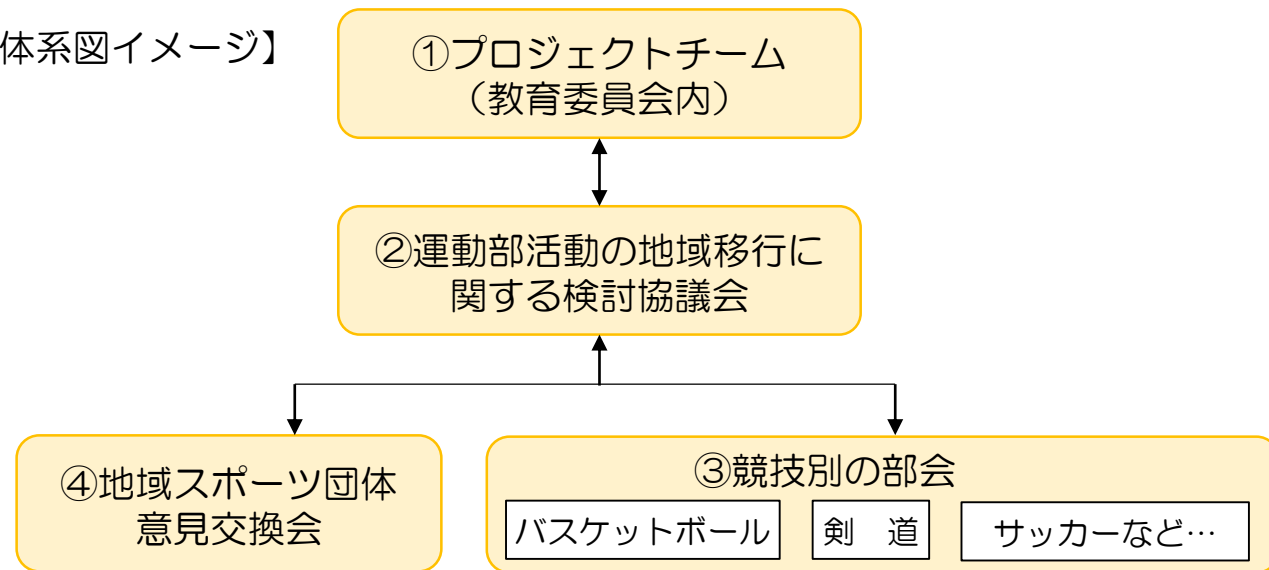 体系図イメージ】
①プロジェクトチーム
（教育委員会内）
②運動部活動の地域移行に
関する検討協議会
④地域スポーツ団体
意見交換会
③競技別の部会
バスケットボール
剣　道
サッカーなど…